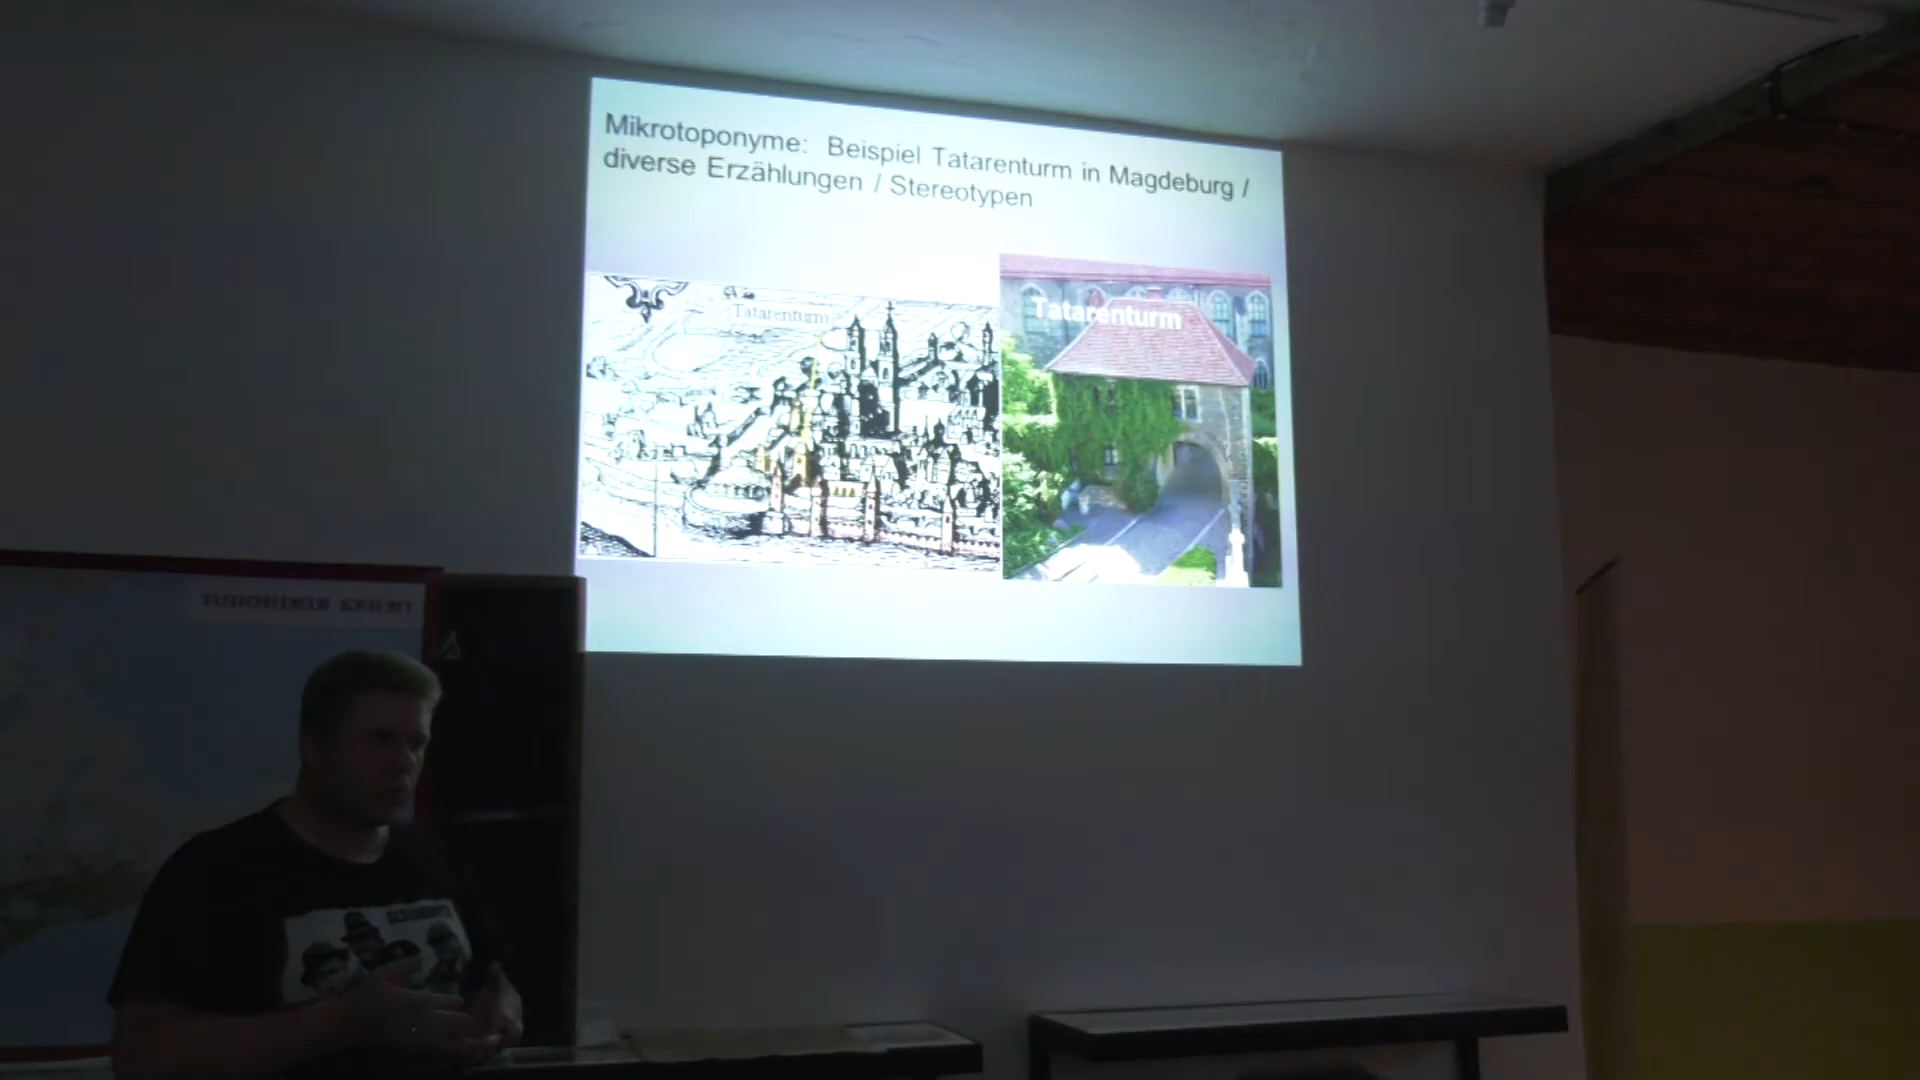 Mikrotoponyme: Beispiel Tatarenturm in Magdeburg /
diverse Erzählungen / Stereotypen
Tatarenturm
Tatarenturm